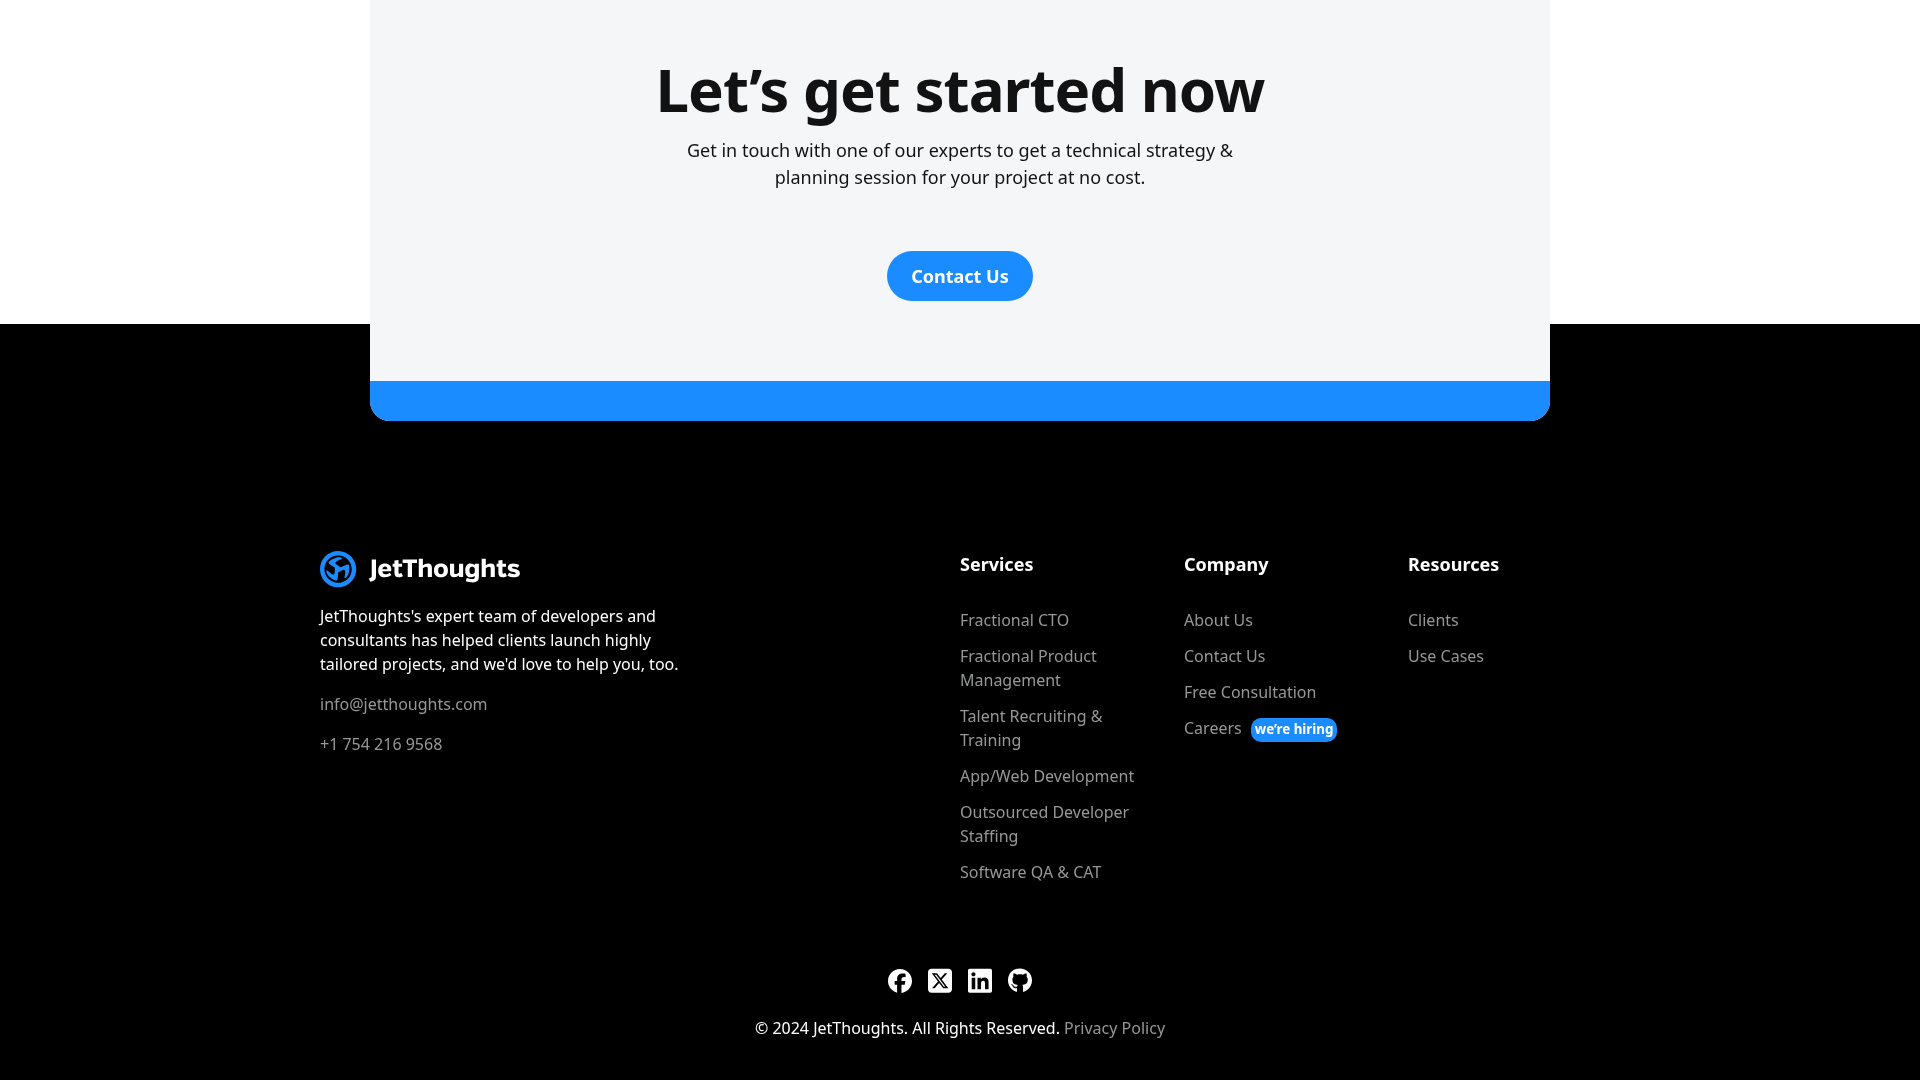 Let’s get started now
Get in touch with one of our experts to get a technical strategy &
planning session for your project at no cost.
Contact Us
JetThoughts
JetThoughts's expert team of developers and
consultants has helped clients launch highly
tailored projects, and we'd love to help you, too.
info@jetthoughts.com
+1 754 216 9568
Services
Fractional CTO
Fractional Product
Management
Talent Recruiting &
Training
App/Web Development
Outsourced Developer
Staffing
Software QA & CAT
Company
About Us
Contact Us
Free Consultation
Careers we’re hiring
Resources
Clients
Use Cases
© 2024 JetThoughts. All Rights Reserved. Privacy Policy